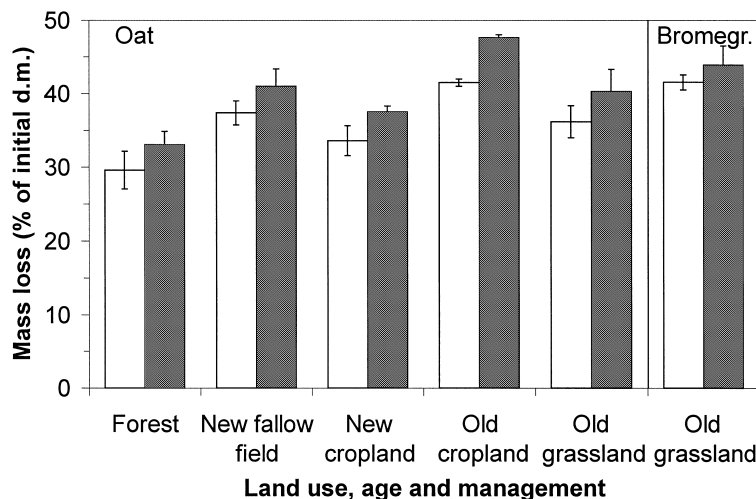 Mass loss (% of initial d.m.)
50
40
30
20
10
0
Oat
Bromegr.
Forest
New fallow
field
New
cropland
Old
cropland
Old
grassland
Old
grassland
Land use, age and management